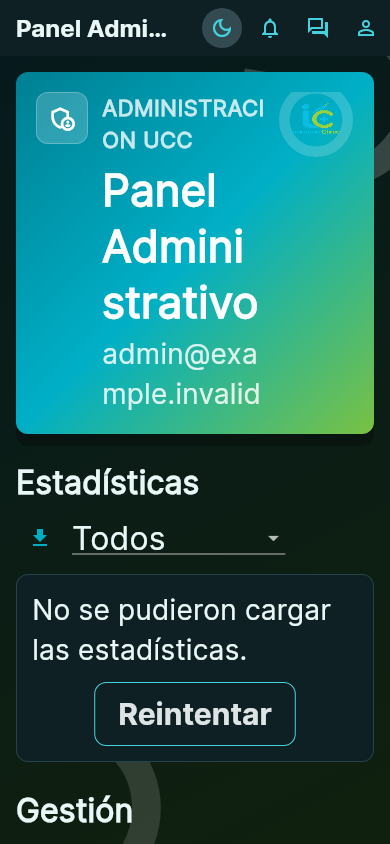 Panel Admi...
ADMINISTRACI
ON UCC
Panel
Admini
strativo
admin@exa
mple.invalid
Estadísticas
Todos
No se pudieron cargar
las estadísticas.
Reintentar
Gestión